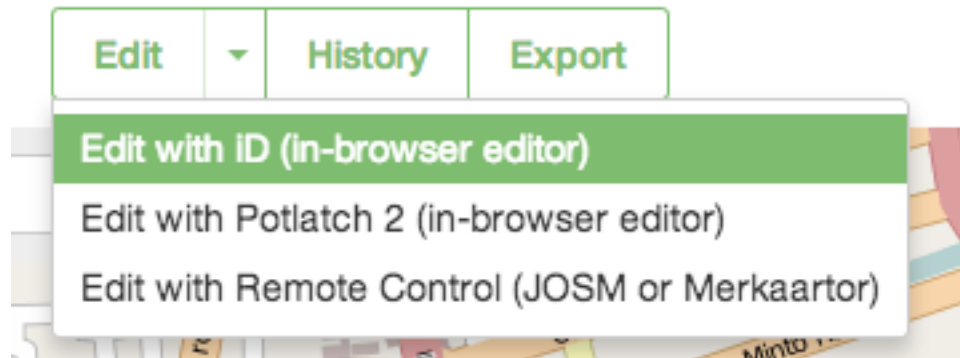 Edit History Export
Edit with iD (in-browser editor)
Edit with Potlatch 2 (in-browser editor)
Edit with Remote Control (JOSM or Merkaartor)
Minto